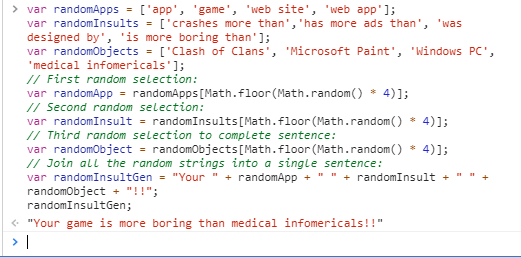 > var randomApps = ['app', 'game', 'web site', 'web app'];
var randomInsults = ['crashes more than','has more ads than', 'was
designed by', 'is more boring than'];
var randomObjects = ['Clash of Clans', 'Microsoft Paint', 'Windows PC',
'medical infomericals'];
// First random selection:
var randomApp = randomApps[Math.floor(Math.random() * 4)];
// Second random selection:
var randomInsult = randomInsults[Math.floor(Math.random() * 4)];
// Third random selection to complete sentence:
var randomObject = randomObjects[Math.floor(Math.random() * 4)];
// Join all the random strings into a single sentence:
var randomInsultGen = "Your " + randomApp + " " + randomInsult + " " +
randomObject + "!!";
randomInsultGen;
"Your game is more boring than medical infomericals!!"
>